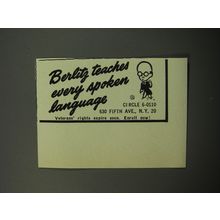 Berlitz teaches
every spoken
language
®
CIRCLE 6-0110
630 FIFTH AVE., N.Y. 20
Veterans' rights expire soon. Enroll now!